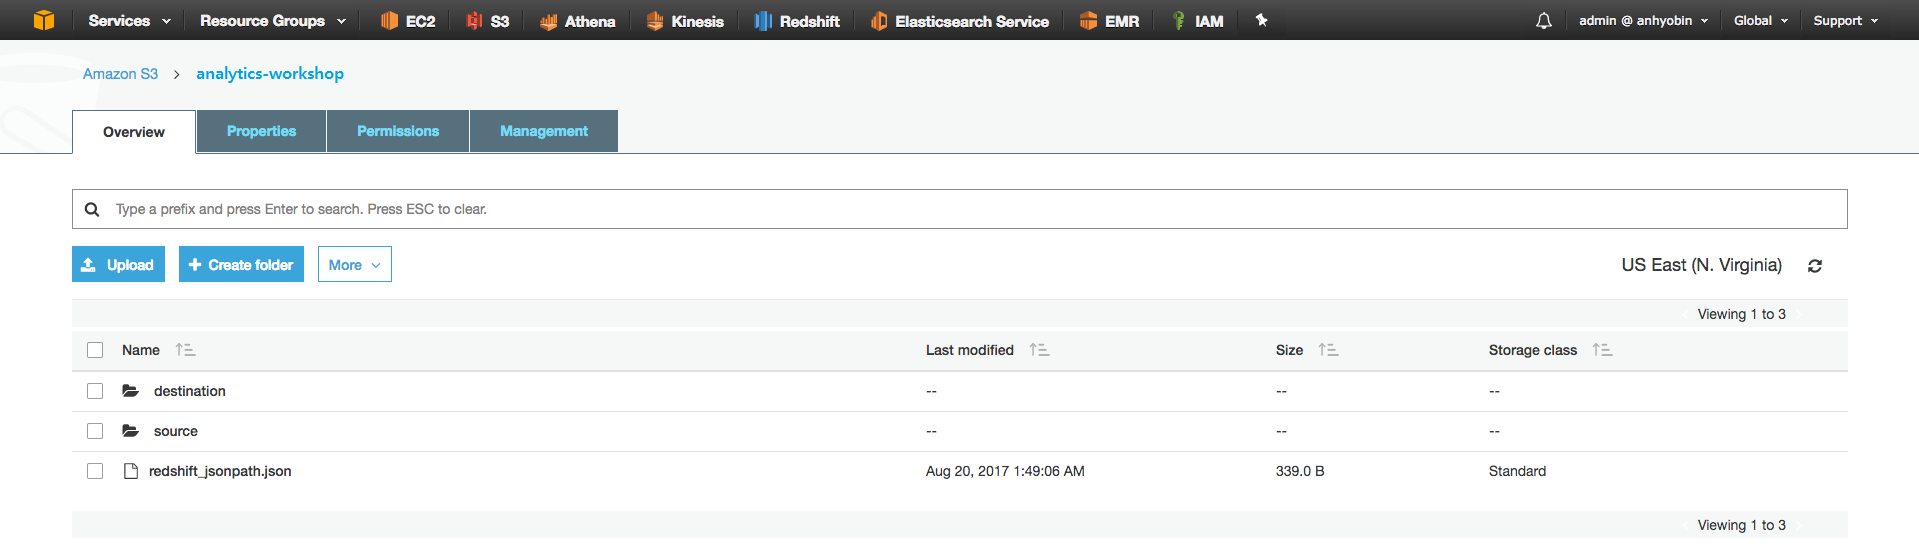 Services Resource Groups EC2 S3 Athena Kinesis Redshift Elasticsearch Service EMR IAM admin @ anhyobin Global Support
Amazon S3 > analytics-workshop
Overview Properties Permissions Management
Type a prefix and press Enter to search. Press ESC to clear.
Upload + Create folder More
US East (N. Virginia)
Viewing 1 to 3
Name Last modified Size Storage class
destination -- -- --
source -- -- --
redshift_jsonpath.json Aug 20, 2017 1:49:06 AM 339.0 B Standard
Viewing 1 to 3